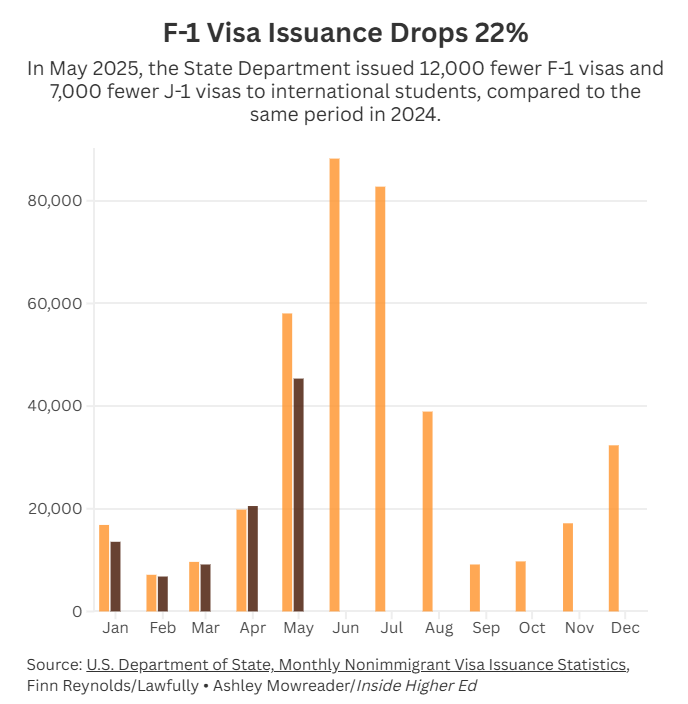 F-1 Visa Issuance Drops 22%
In May 2025, the State Department issued 12,000 fewer F-1 visas and
7,000 fewer J-1 visas to international students, compared to the
same period in 2024.
80,000
60,000
40,000
20,000
0
Jan Feb Mar Apr May Jun Jul Aug Sep Oct Nov Dec
Source: U.S. Department of State, Monthly Nonimmigrant Visa Issuance Statistics,
Finn Reynolds/Lawfully • Ashley Mowreader/Inside Higher Ed